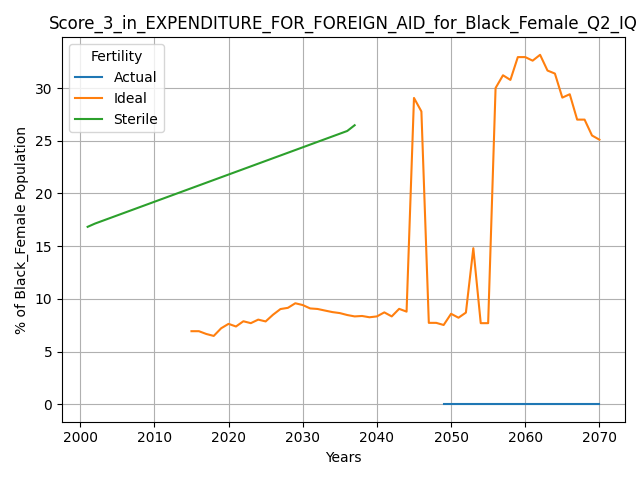 Score_3_in_EXPENDITURE_FOR_FOREIGN_AID_for_Black_Female_Q2_IQ
Fertility
Actual
Ideal
Sterile
% of Black_Female Population
30
25
20
15
10
5
0
2000 2010 2020 2030 2040 2050 2060 2070
Years